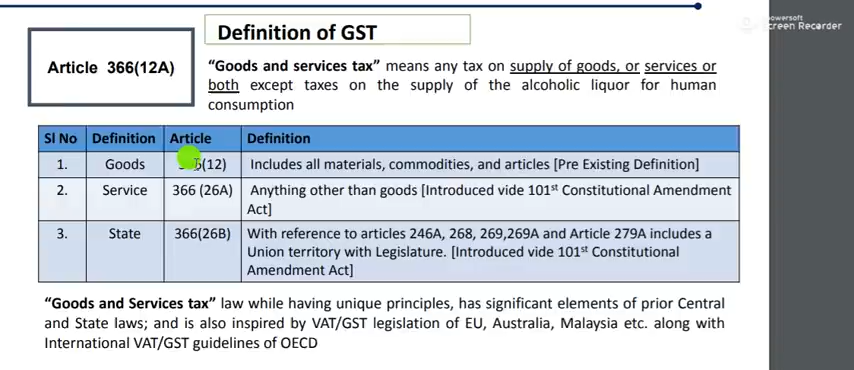 Powersoft
Screen Recorder
Definition of GST
Article 366(12A)
“Goods and services tax” means any tax on supply of goods, or services or
both except taxes on the supply of the alcoholic liquor for human
consumption
Sl No Definition Article Definition
1. Goods (12) Includes all materials, commodities, and articles [Pre Existing Definition]
2. Service 366 (26A) Anything other than goods [Introduced vide 101st Constitutional Amendment
Act]
3. State 366(26B) With reference to articles 246A, 268, 269,269A and Article 279A includes a
Union territory with Legislature. [Introduced vide 101st Constitutional
Amendment Act]
“Goods and Services tax” law while having unique principles, has significant elements of prior Central
and State laws; and is also inspired by VAT/GST legislation of EU, Australia, Malaysia etc. along with
International VAT/GST guidelines of OECD